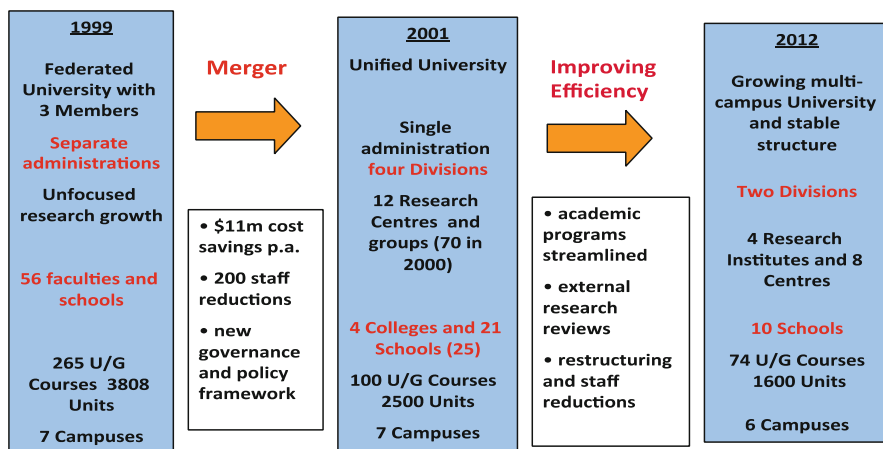 1999
Federated
University with
3 Members
Separate
administrations
Unfocused
research growth
56 faculties and
schools
265 U/G
Courses 3808
Units
7 Campuses
Merger
• $11m cost
savings p.a.
• 200 staff
reductions
• new
governance
and policy
framework
2001
Unified University
Single
administration
four Divisions
12 Research
Centres and
groups (70 in
2000)
4 Colleges and 21
Schools (25)
100 U/G Courses
2500 Units
7 Campuses
Improving
Efficiency
• academic
programs
streamlined
• external
research
reviews
• restructuring
and staff
reductions
2012
Growing multi-
campus University
and stable
structure
Two Divisions
4 Research
Institutes and 8
Centres
10 Schools
74 U/G Courses
1600 Units
6 Campuses